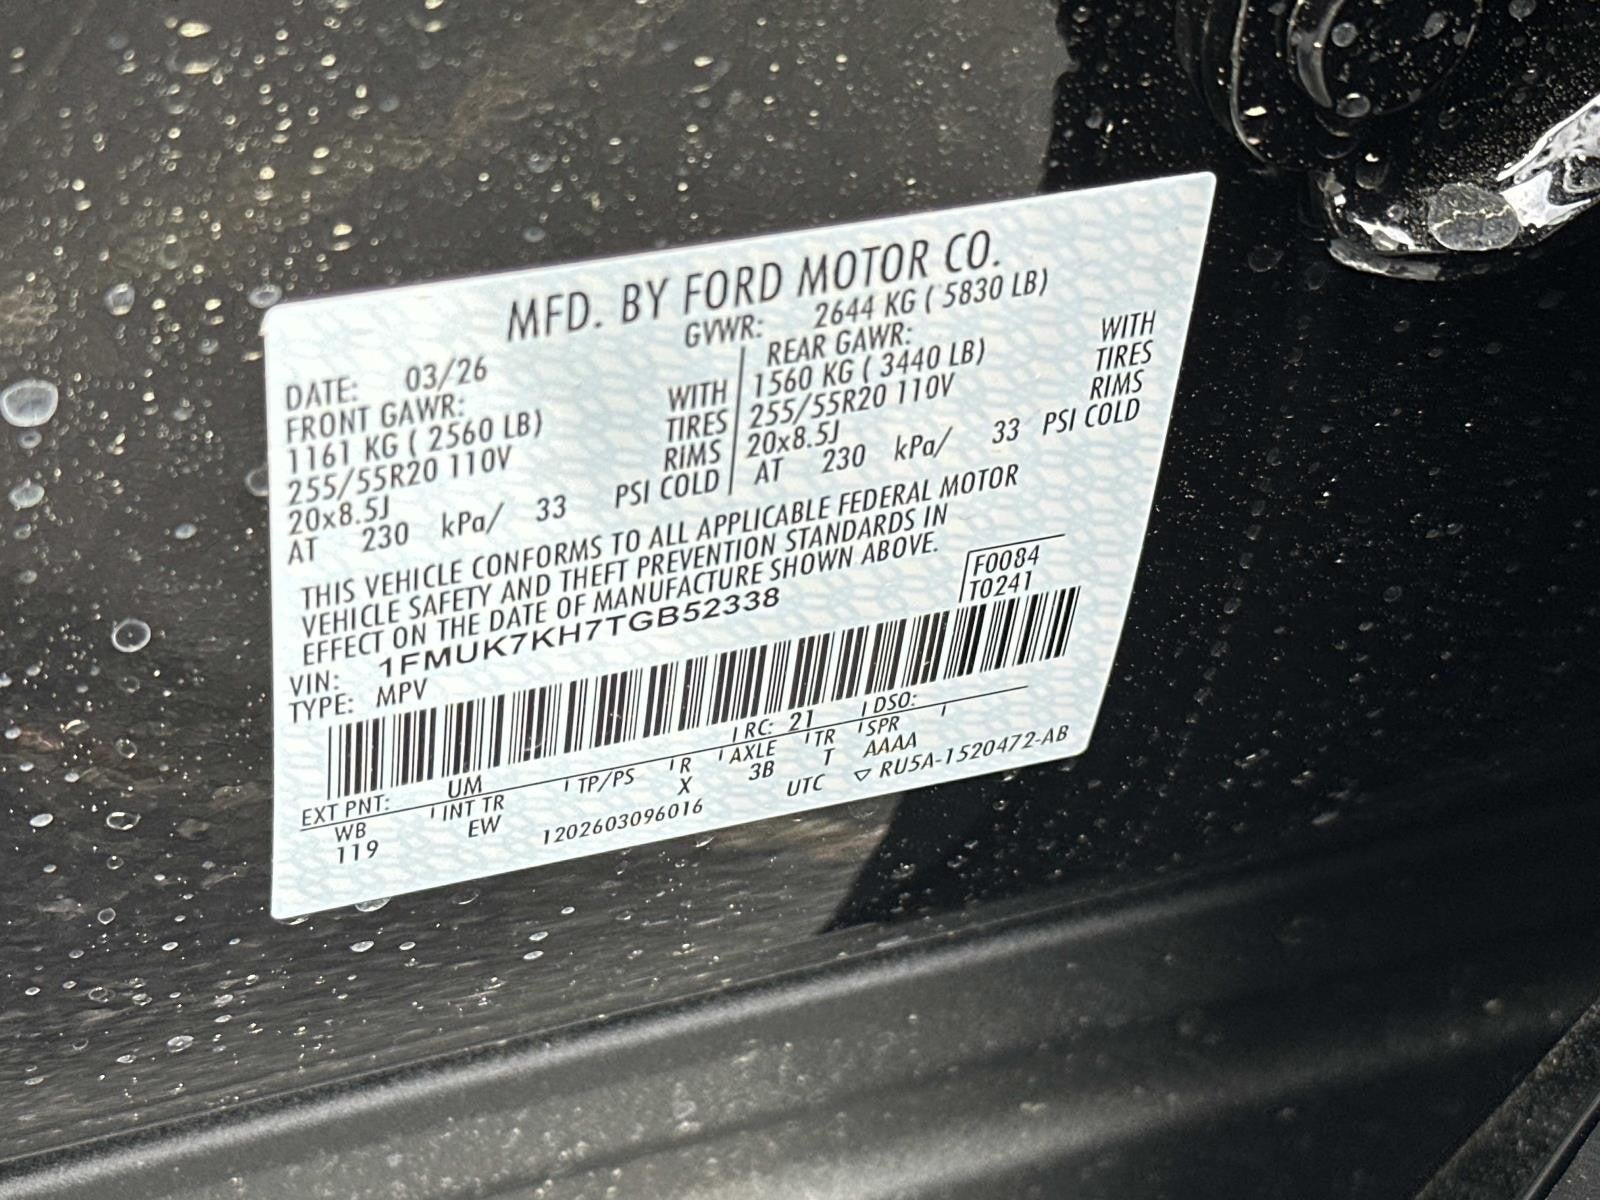 MFD. BY FORD MOTOR CO.
DATE: 03/26 GVWR: 2644 KG ( 5830 LB)
FRONT GAWR: REAR GAWR:
1161 KG ( 2560 LB) WITH 1560 KG ( 3440 LB) WITH
255/55R20 110V TIRES 255/55R20 110V TIRES
20x8.5J RIMS 20x8.5J RIMS
AT 230 kPa/ 33 PSI COLD AT 230 kPa/ 33 PSI COLD
THIS VEHICLE CONFORMS TO ALL APPLICABLE FEDERAL MOTOR
VEHICLE SAFETY AND THEFT PREVENTION STANDARDS IN
EFFECT ON THE DATE OF MANUFACTURE SHOWN ABOVE.
F0084
T0241
VIN: 1FMUK7KH7TGB52338
TYPE: MPV
EXT PNT: UM RC: 21 DSO:
WB INT TR TP/PS R AXLE TR SPR
119 EW X 3B T AAAA
1202603096016 UTC ▽ RU5A-1520472-AB